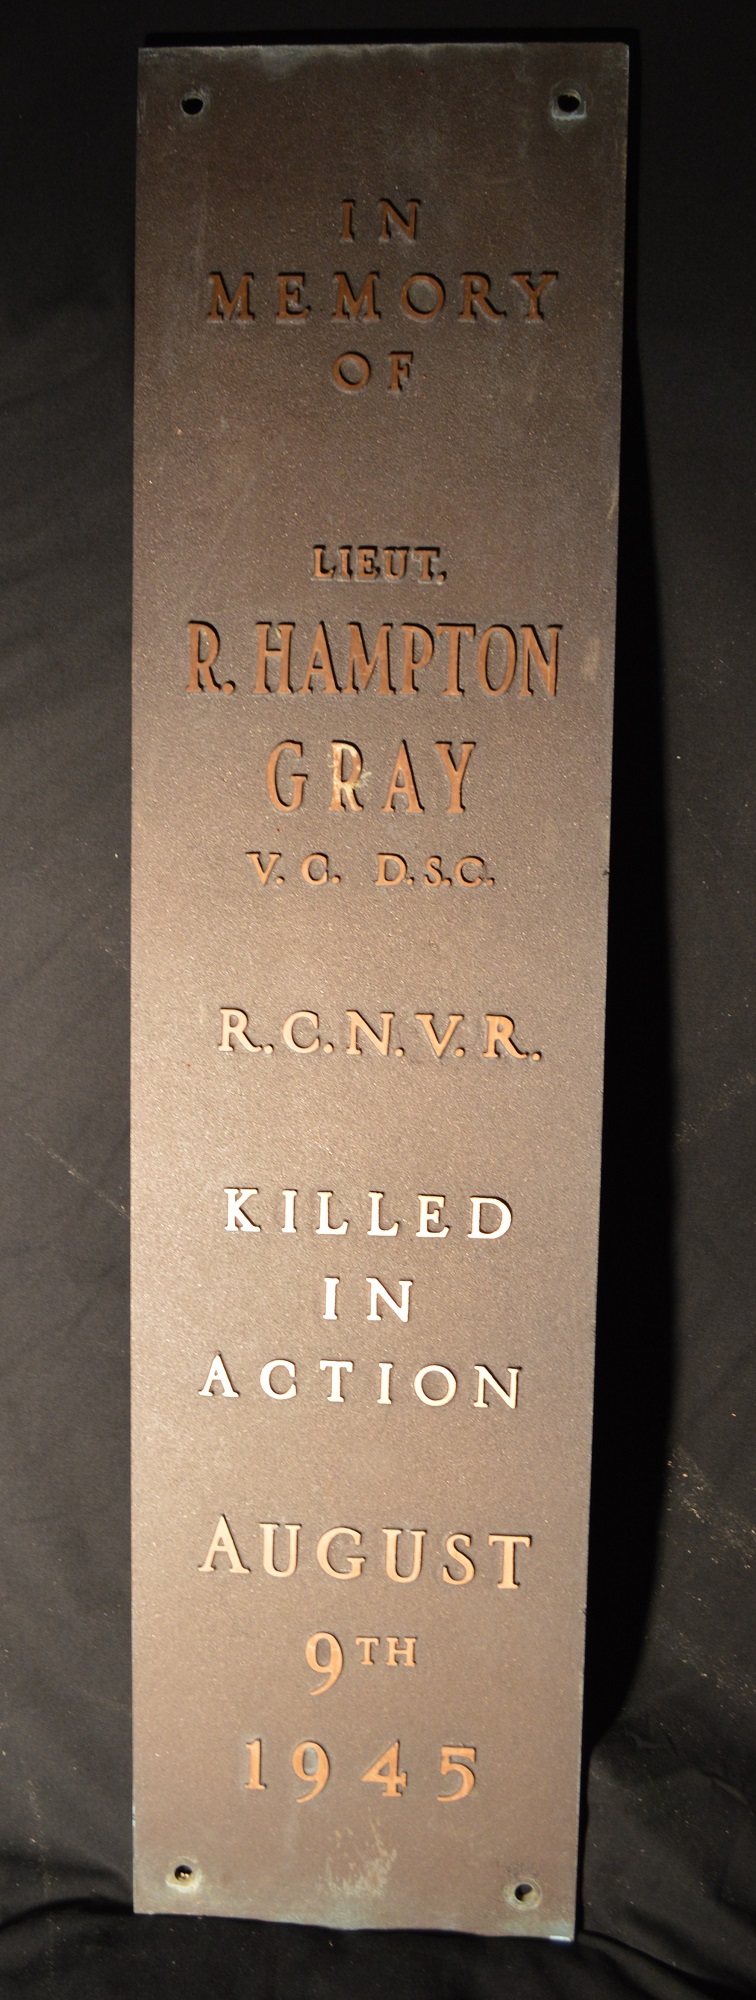 IN
MEMORY
OF
LIEUT.
R. HAMPTON
GRAY
V. C. D.S.C.
R.C.N.V.R.
KILLED
IN
ACTION
AUGUST
9TH
1945